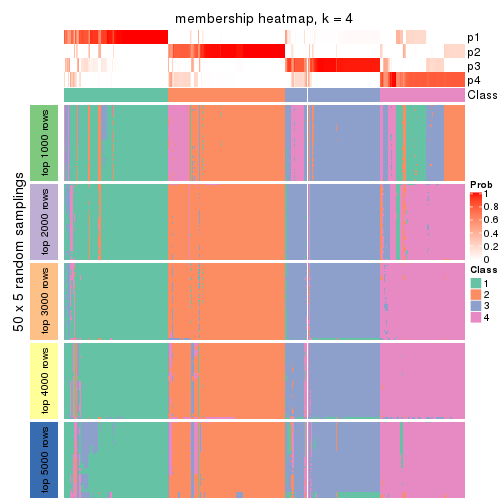 membership heatmap, k = 4
p1
p2
p3
p4
Class
50 x 5 random samplings
top 1000 rows
top 2000 rows
top 3000 rows
top 4000 rows
top 5000 rows
Prob
1
0.8
0.6
0.4
0.2
0
Class
1
2
3
4